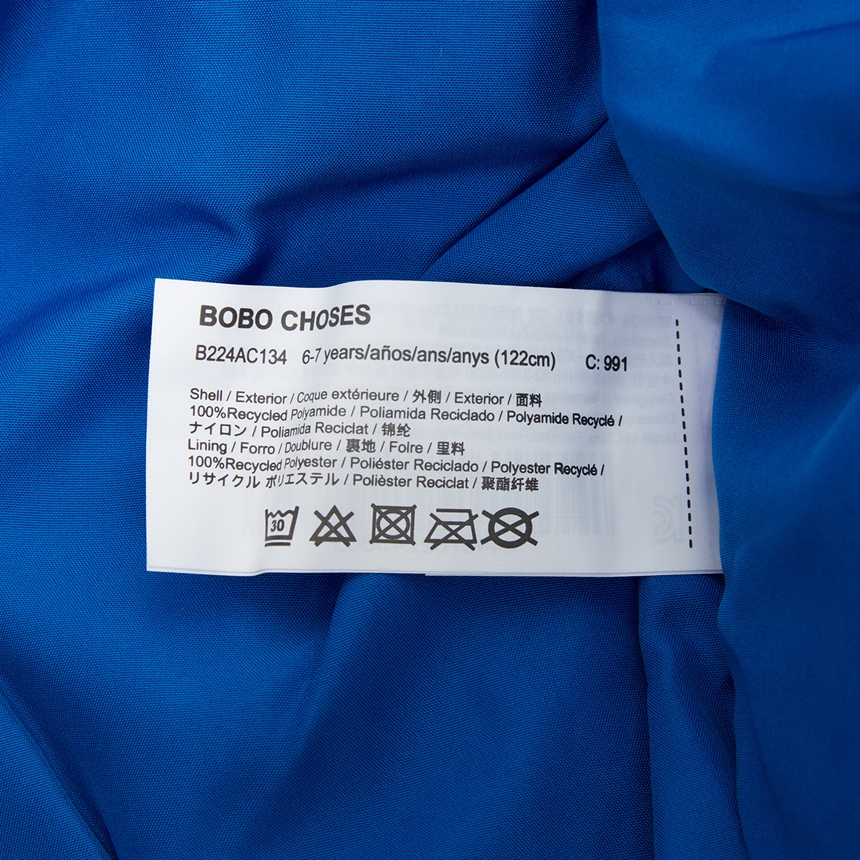 BOBO CHOSES
B224AC134 6-7 years/años/ans/anys (122cm) C: 991
Shell / Exterior / Coque extérieure / 外側 / Exterior / 面料
100%Recycled Polyamide / Poliamida Reciclado / Polyamide Recyclé /
ナイロン / Poliamida Reciclat / 锦纶
Lining / Forro / Doublure / 裏地 / Folre / 里料
100%Recycled Polyester / Poliéster Reciclado / Polyester Recyclé /
リサイクル ポリエステル / Polièster Reciclat / 聚酯纤维
30